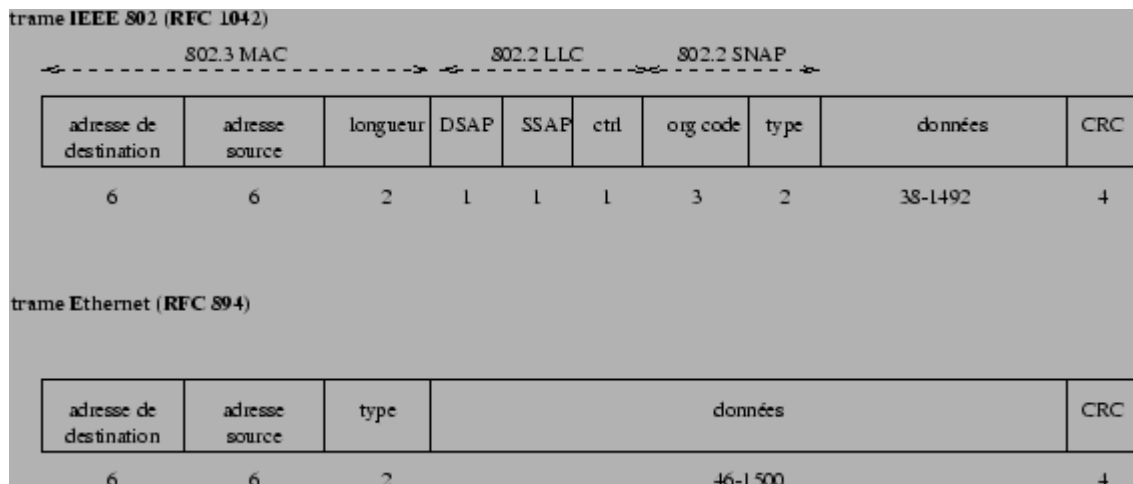 trame IEEE 802 (RFC 1042)
802.3 MAC 802.2 LLC 802.2 SNAP
adresse de destination adresse source longueur DSAP SSAP ctrl org code type données CRC
6 6 2 1 1 1 3 2 38-1492 4
trame Ethernet (RFC 894)
adresse de destination adresse source type données CRC
6 6 2 46-1500 4